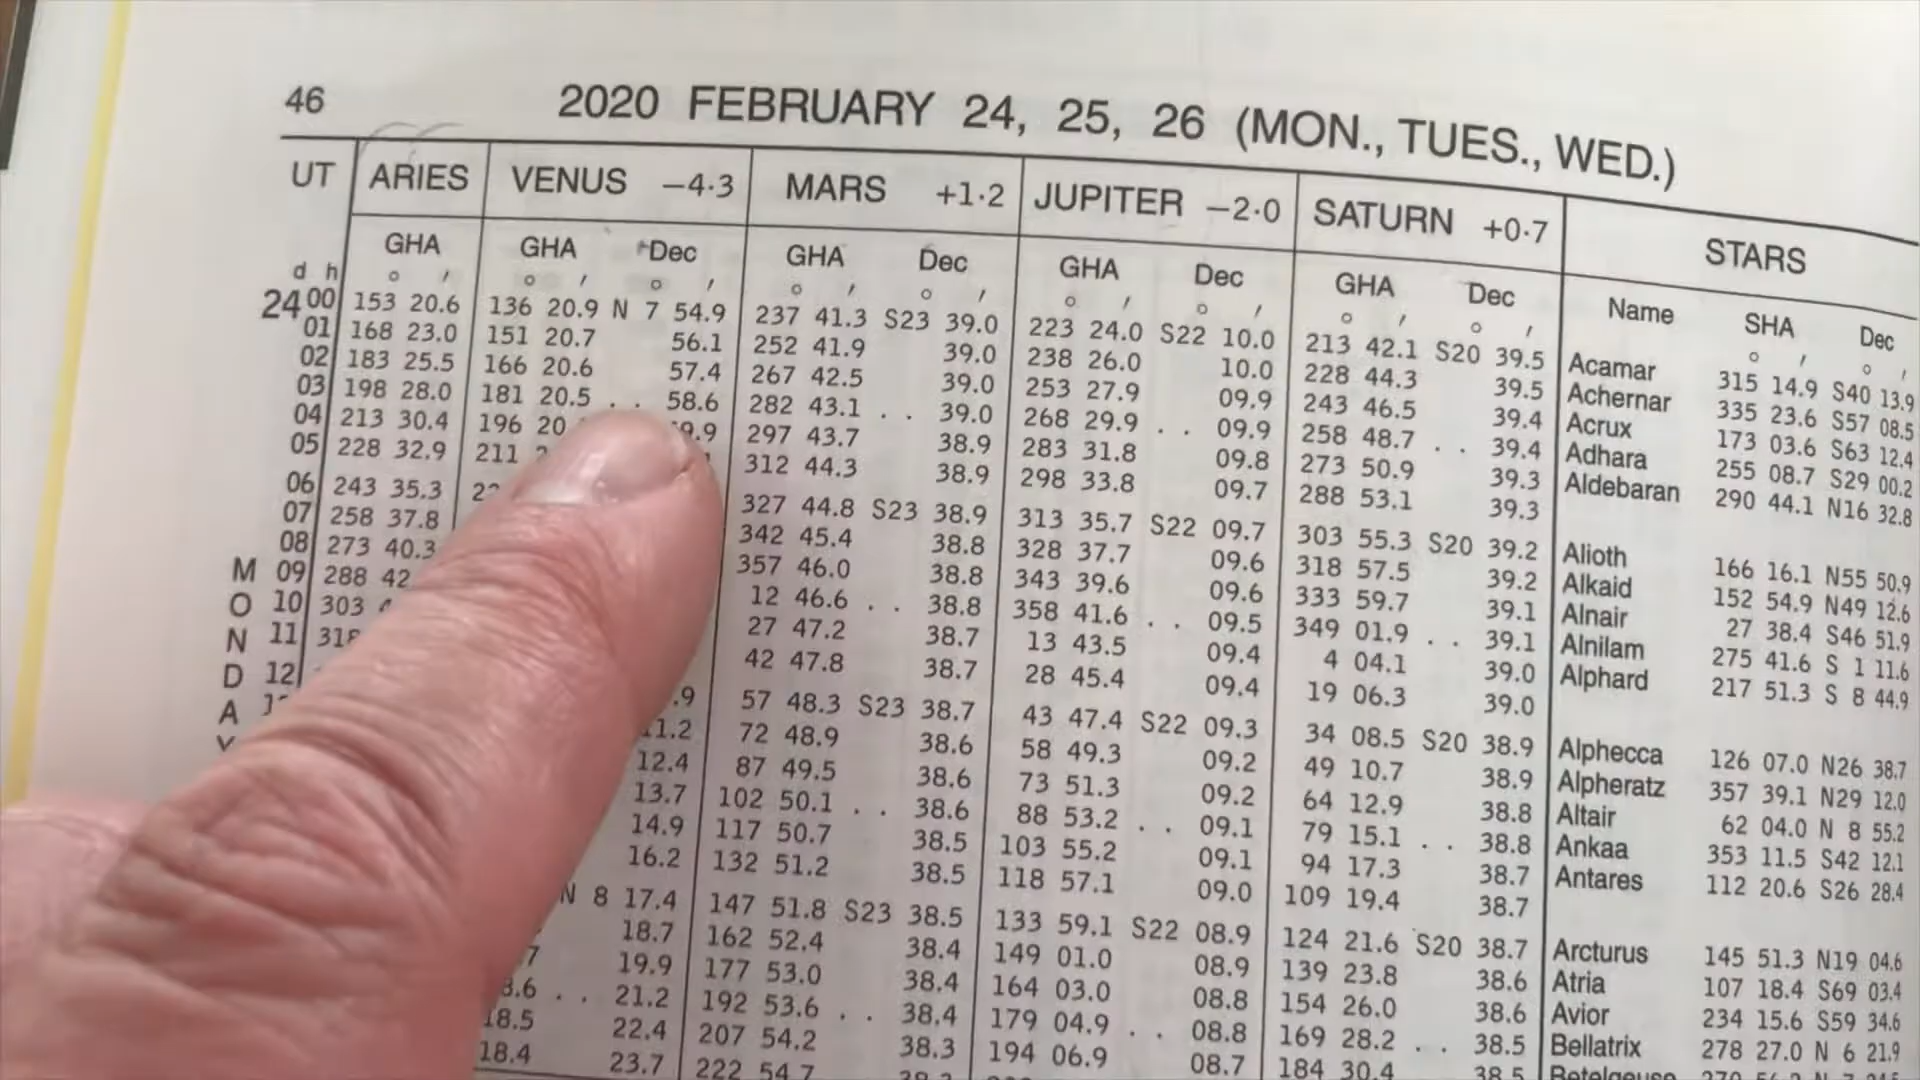 46 2020 FEBRUARY 24, 25, 26 (MON., TUES., WED.)
UT ARIES VENUS −4·3 MARS +1·2 JUPITER −2·0 SATURN +0·7 STARS
GHA GHA Dec GHA Dec GHA Dec GHA Dec Name SHA Dec
d h ° ′ ° ′ ° ′ ° ′ ° ′ ° ′ ° ′ ° ′ ° ′ ° ′ ° ′
24 00 153 20.6 136 20.9 N 7 54.9 237 41.3 S23 39.0 223 24.0 S22 10.0 213 42.1 S20 39.5 Acamar 315 14.9 S40 13.9
01 168 23.0 151 20.7 56.1 252 41.9 39.0 238 26.0 10.0 228 44.3 39.5 Achernar 335 23.6 S57 08.5
02 183 25.5 166 20.6 57.4 267 42.5 39.0 253 27.9 09.9 243 46.5 39.4 Acrux 173 03.6 S63 12.4
03 198 28.0 181 20.5 . . 58.6 282 43.1 . . 39.0 268 29.9 . . 09.9 258 48.7 . . 39.4 Adhara 255 08.7 S29 00.2
04 213 30.4 196 20 297 43.7 38.9 283 31.8 09.8 273 50.9 39.3 Aldebaran 290 44.1 N16 32.8
05 228 32.9 211 312 44.3 38.9 298 33.8 09.7 288 53.1 39.3
06 243 35.3 327 44.8 S23 38.9 313 35.7 S22 09.7 303 55.3 S20 39.2 Alioth 166 16.1 N55 50.9
07 258 37.8 342 45.4 38.8 328 37.7 09.6 318 57.5 39.2 Alkaid 152 54.9 N49 12.6
08 273 40.3 357 46.0 38.8 343 39.6 09.6 333 59.7 39.1 Alnair 27 38.4 S46 51.9
M 09 288 42 12 46.6 . . 38.8 358 41.6 . . 09.5 349 01.9 . . 39.1 Alnilam 275 41.6 S 1 11.6
O 10 303 27 47.2 38.7 13 43.5 09.4 4 04.1 39.0 Alphard 217 51.3 S 8 44.9
N 11 318 42 47.8 38.7 28 45.4 09.4 19 06.3 39.0
D 12 .9 57 48.3 S23 38.7 43 47.4 S22 09.3 34 08.5 S20 38.9 Alphecca 126 07.0 N26 38.7
A 11.2 72 48.9 38.6 58 49.3 09.2 49 10.7 38.9 Alpheratz 357 39.1 N29 12.0
12.4 87 49.5 38.6 73 51.3 09.2 64 12.9 38.8 Altair 62 04.0 N 8 55.2
13.7 102 50.1 . . 38.6 88 53.2 . . 09.1 79 15.1 . . 38.8 Ankaa 353 11.5 S42 12.1
14.9 117 50.7 38.5 103 55.2 09.1 94 17.3 38.7 Antares 112 20.6 S26 28.4
16.2 132 51.2 38.5 118 57.1 09.0 109 19.4 38.7
N 8 17.4 147 51.8 S23 38.5 133 59.1 S22 08.9 124 21.6 S20 38.7 Arcturus 145 51.3 N19 04.6
18.7 162 52.4 38.4 149 01.0 08.9 139 23.8 38.6 Atria 107 18.4 S69 03.4
19.9 177 53.0 38.4 164 03.0 08.8 154 26.0 38.6 Avior 234 15.6 S59 34.6
. . 21.2 192 53.6 . . 38.4 179 04.9 . . 08.8 169 28.2 . . 38.5 Bellatrix 278 27.0 N 6 21.9
18.5 22.4 207 54.2 38.3 194 06.9 08.7 184 30.4 38.5 Betelgeuse
18.4 23.7 222 54.7